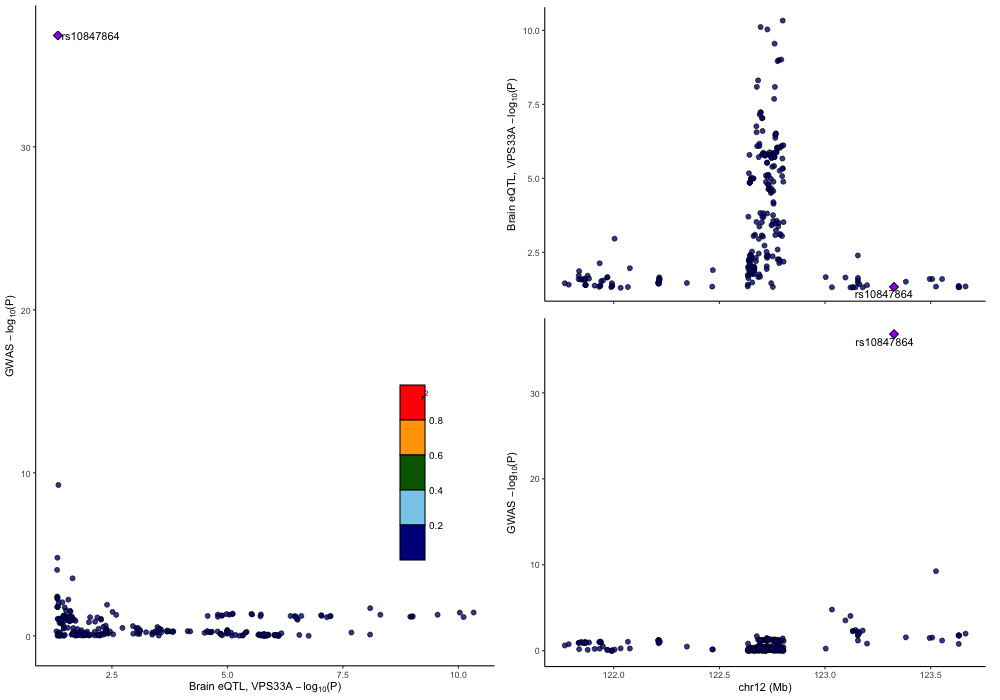 rs10847864
30
20
10
0
GWAS −log10(P)
2.5
5.0
7.5
10.0
Brain eQTL, VPS33A −log10(P)
r2
0.8
0.6
0.4
0.2
10.0
7.5
5.0
2.5
Brain eQTL, VPS33A −log10(P)
rs10847864
rs10847864
30
20
10
0
GWAS −log10(P)
122.0
122.5
123.0
123.5
chr12 (Mb)